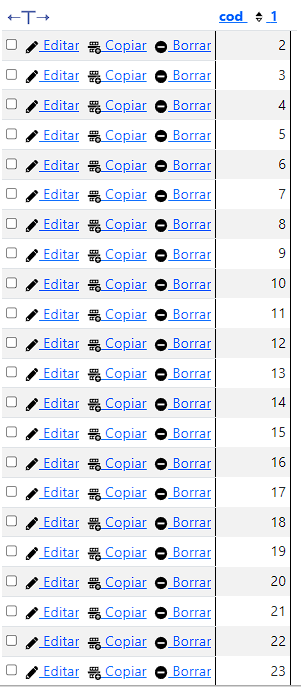 ←T→ cod 1
Editar Copiar Borrar 2
Editar Copiar Borrar 3
Editar Copiar Borrar 4
Editar Copiar Borrar 5
Editar Copiar Borrar 6
Editar Copiar Borrar 7
Editar Copiar Borrar 8
Editar Copiar Borrar 9
Editar Copiar Borrar 10
Editar Copiar Borrar 11
Editar Copiar Borrar 12
Editar Copiar Borrar 13
Editar Copiar Borrar 14
Editar Copiar Borrar 15
Editar Copiar Borrar 16
Editar Copiar Borrar 17
Editar Copiar Borrar 18
Editar Copiar Borrar 19
Editar Copiar Borrar 20
Editar Copiar Borrar 21
Editar Copiar Borrar 22
Editar Copiar Borrar 23